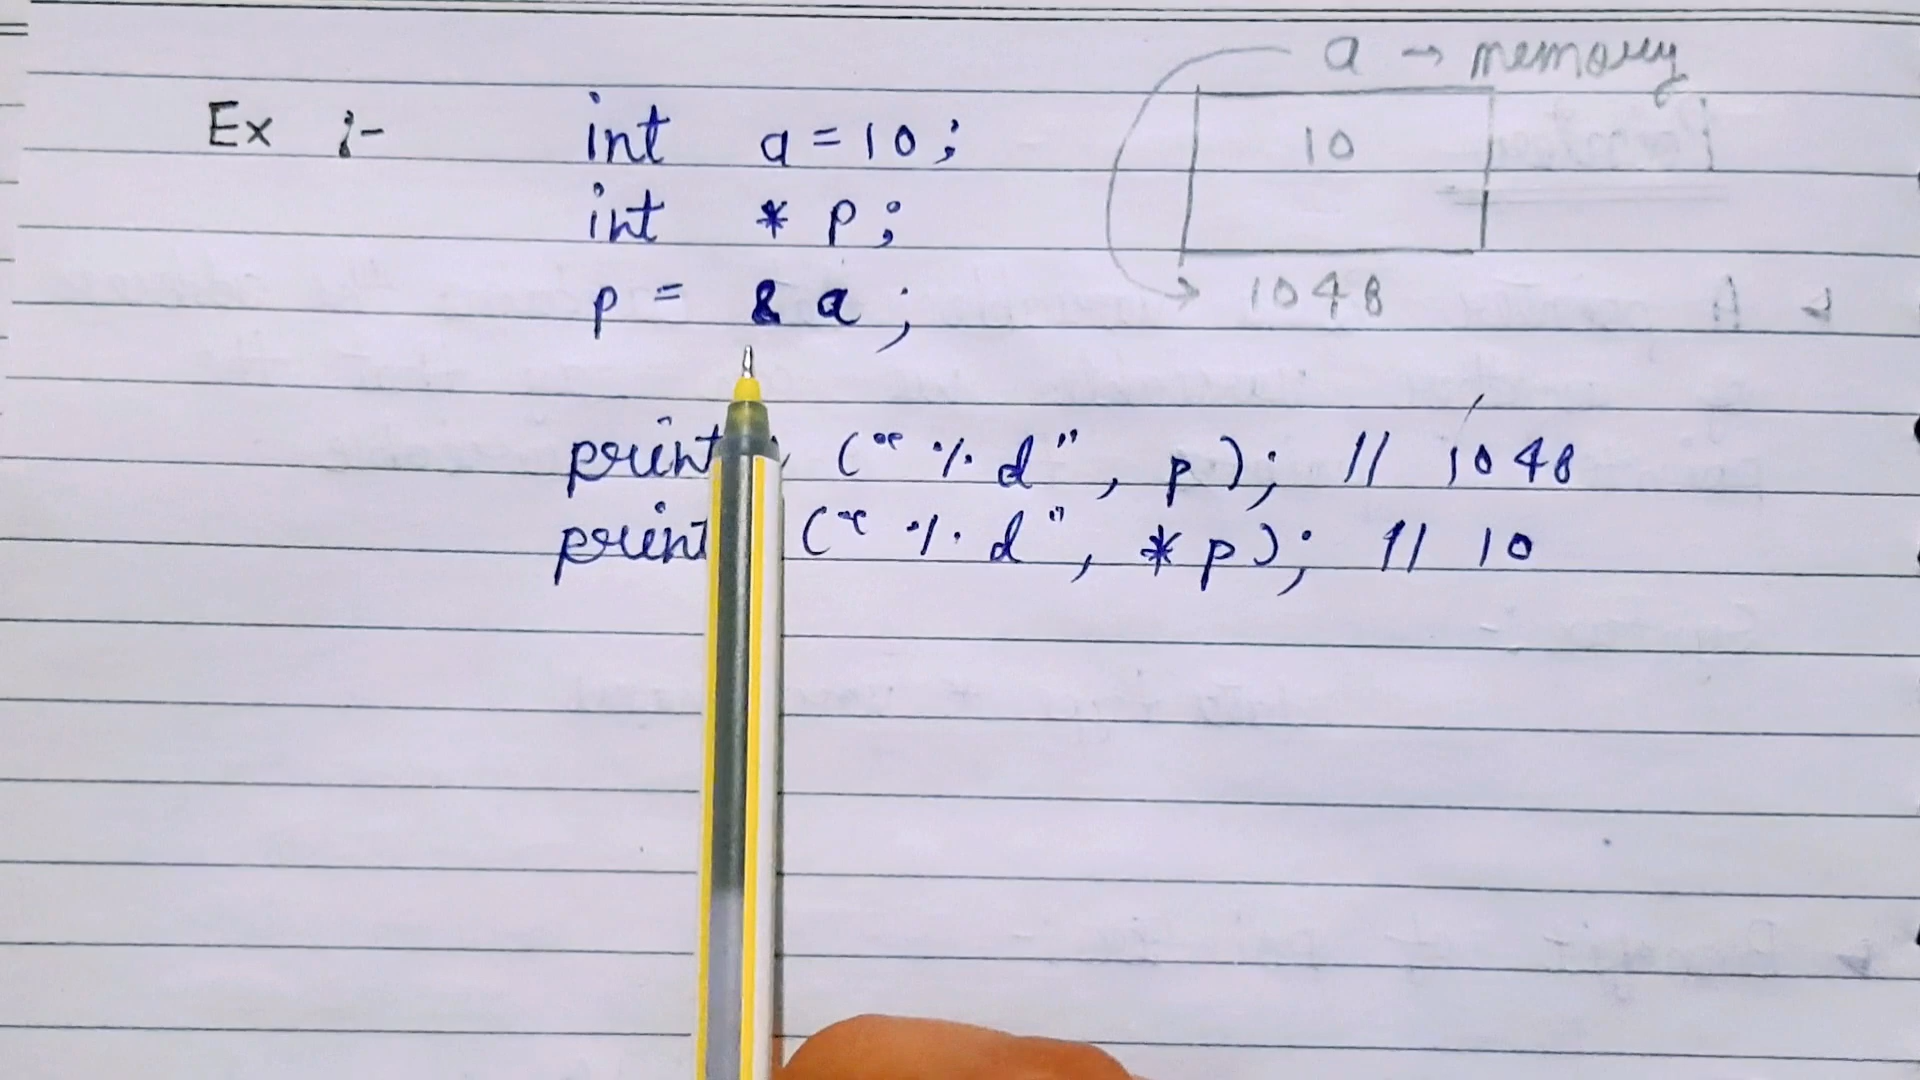 a → memory
Ex :- int a = 10 ;
10
int * p ;
p = & a ;
1048
print ("%d", p); // 1048
print ("%d", *p); // 10